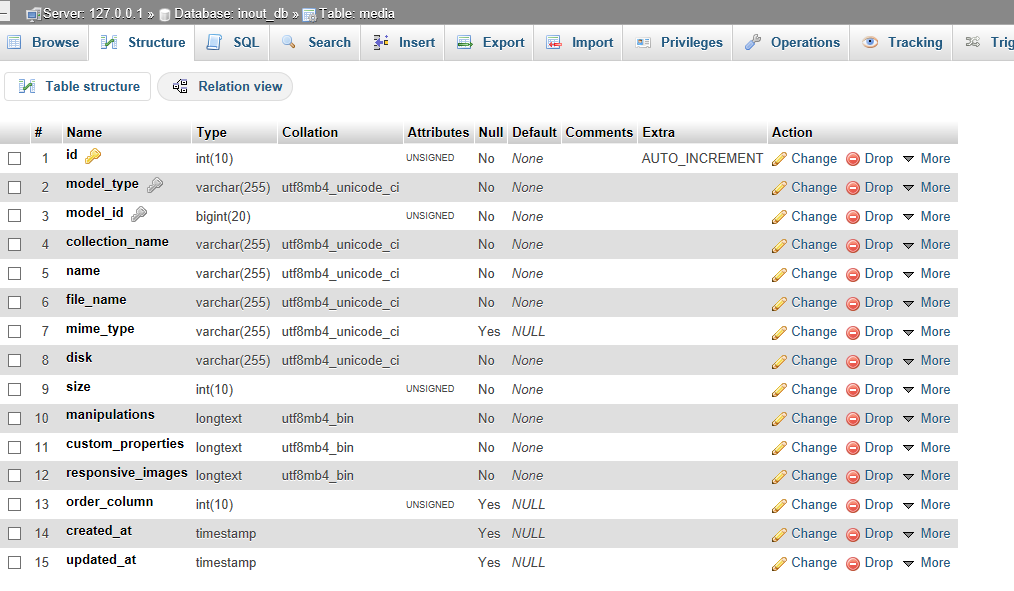 Server: 127.0.0.1 » Database: inout_db » Table: media
Browse Structure SQL Search Insert Export Import Privileges Operations Tracking
Table structure Relation view
# Name Type Collation Attributes Null Default Comments Extra Action
1 id int(10) UNSIGNED No None AUTO_INCREMENT Change Drop More
2 model_type varchar(255) utf8mb4_unicode_ci No None Change Drop More
3 model_id bigint(20) UNSIGNED No None Change Drop More
4 collection_name varchar(255) utf8mb4_unicode_ci No None Change Drop More
5 name varchar(255) utf8mb4_unicode_ci No None Change Drop More
6 file_name varchar(255) utf8mb4_unicode_ci No None Change Drop More
7 mime_type varchar(255) utf8mb4_unicode_ci Yes NULL Change Drop More
8 disk varchar(255) utf8mb4_unicode_ci No None Change Drop More
9 size int(10) UNSIGNED No None Change Drop More
10 manipulations longtext utf8mb4_bin No None Change Drop More
11 custom_properties longtext utf8mb4_bin No None Change Drop More
12 responsive_images longtext utf8mb4_bin No None Change Drop More
13 order_column int(10) UNSIGNED Yes NULL Change Drop More
14 created_at timestamp Yes NULL Change Drop More
15 updated_at timestamp Yes NULL Change Drop More